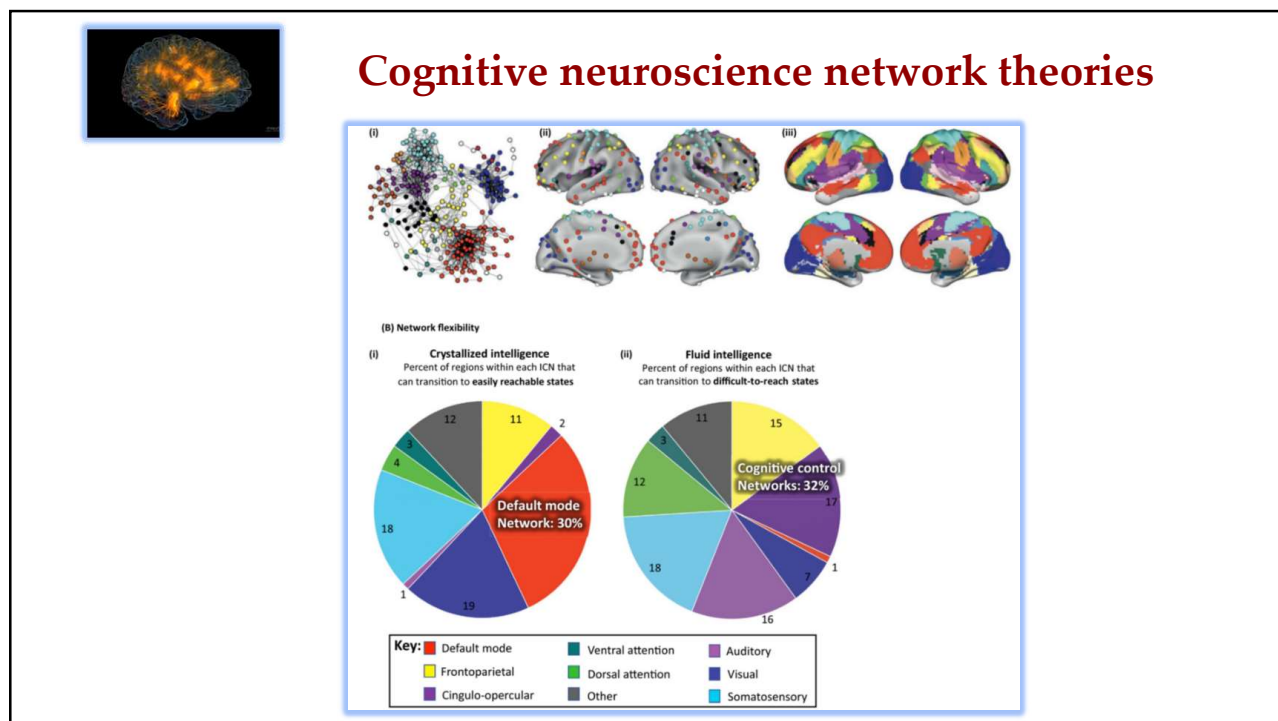 Cognitive neuroscience network theories
(i)
(ii)
(iii)
(B) Network flexibility
(i)
Crystallized intelligence
Percent of regions within each ICN that
can transition to easily reachable states
12
11
2
3
4
Default mode
Network: 30%
18
1
19
(ii)
Fluid intelligence
Percent of regions within each ICN that
can transition to difficult-to-reach states
11
15
3
Cognitive control
Networks: 32%
12
17
18
1
7
16
Key:
Default mode
Ventral attention
Auditory
Frontoparietal
Dorsal attention
Visual
Cingulo-opercular
Other
Somatosensory